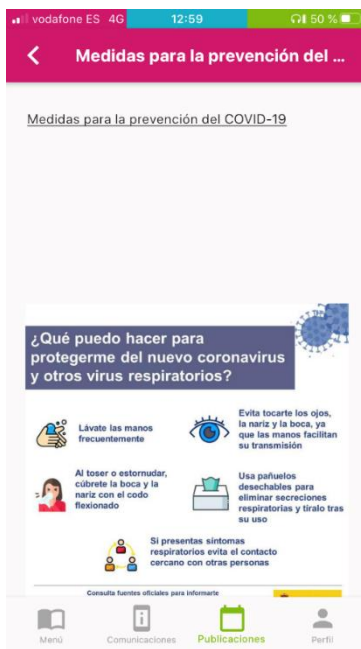 vodafone ES 4G 12:59 50 %
Medidas para la prevención del ...
Medidas para la prevención del COVID-19
¿Qué puedo hacer para
protegerme del nuevo coronavirus
y otros virus respiratorios?
Lávate las manos
frecuentemente
Evita tocarte los ojos,
la nariz y la boca, ya
que las manos facilitan
su transmisión
Al toser o estornudar,
cúbrete la boca y la
nariz con el codo
flexionado
Usa pañuelos
desechables para
eliminar secreciones
respiratorias y tíralo tras
su uso
Si presentas síntomas
respiratorios evita el contacto
cercano con otras personas
Consulta fuentes oficiales para informarte
Menú Comunicaciones Publicaciones Perfil